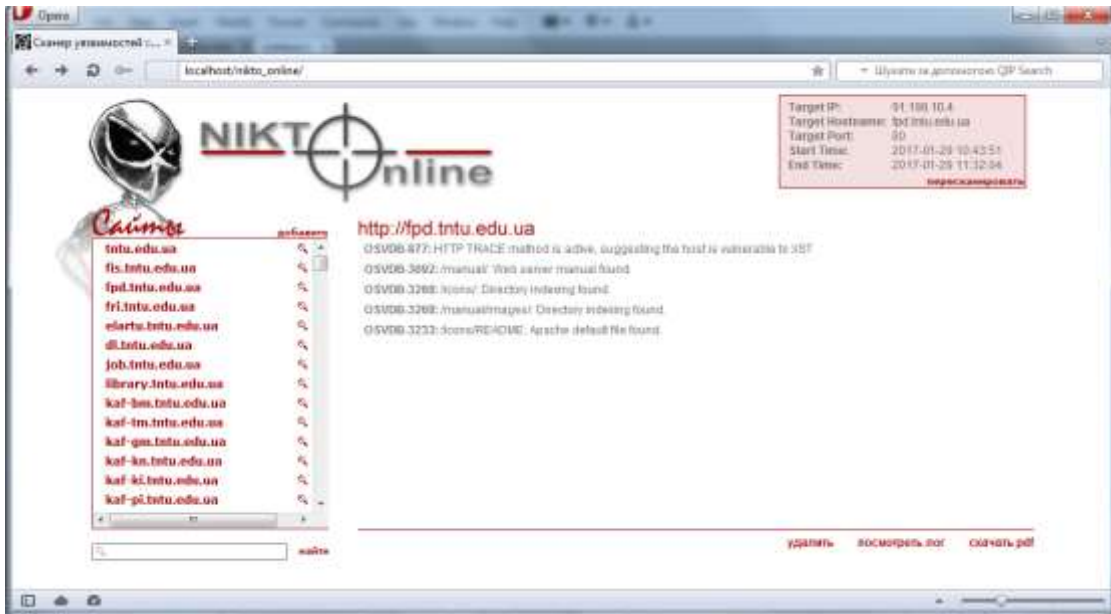 Opera
Сканер уязвимостей с...
localhost/nikto_online/
Шукати за допомогою QIP Search
NIKTO
Online
Target IP: 91.198.10.4
Target Hostname: fpd.tntu.edu.ua
Target Port: 80
Start Time: 2017-01-29 10:43:51
End Time: 2017-01-29 11:32:04
пересканировать
Сайты
добавить
tntu.edu.ua
fis.tntu.edu.ua
fpd.tntu.edu.ua
fri.tntu.edu.ua
elartu.tntu.edu.ua
dl.tntu.edu.ua
job.tntu.edu.ua
library.tntu.edu.ua
kaf-bm.tntu.edu.ua
kaf-tm.tntu.edu.ua
kaf-gm.tntu.edu.ua
kaf-kn.tntu.edu.ua
kaf-ki.tntu.edu.ua
kaf-pi.tntu.edu.ua
найти
http://fpd.tntu.edu.ua
OSVDB-877: HTTP TRACE method is active, suggesting the host is vulnerable to XST
OSVDB-3092: /manual/: Web server manual found.
OSVDB-3268: /icons/: Directory indexing found.
OSVDB-3268: /manual/images/: Directory indexing found.
OSVDB-3233: /icons/README: Apache default file found.
удалить посмотреть лог скачать pdf